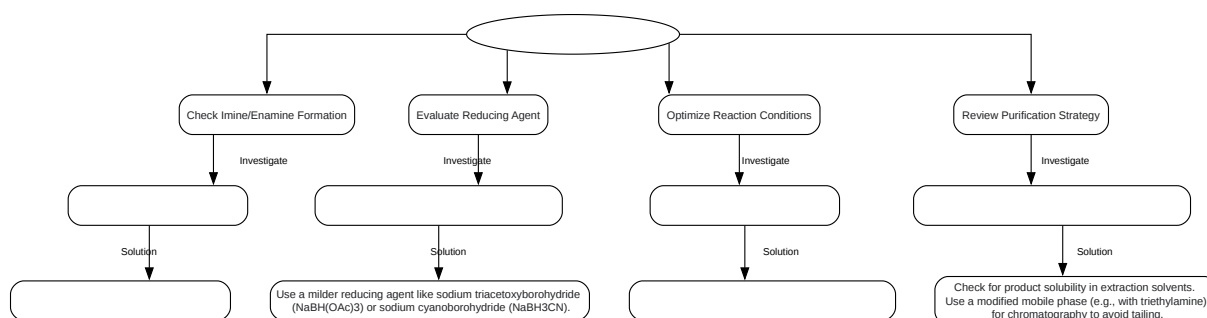 Check Imine/Enamine Formation
Evaluate Reducing Agent
Optimize Reaction Conditions
Review Purification Strategy
Investigate
Investigate
Investigate
Investigate
Solution
Solution
Solution
Solution
Use a milder reducing agent like sodium triacetoxyborohydride
(NaBH(OAc)3) or sodium cyanoborohydride (NaBH3CN).
Check for product solubility in extraction solvents.
Use a modified mobile phase (e.g., with triethylamine)
for chromatography to avoid tailing.